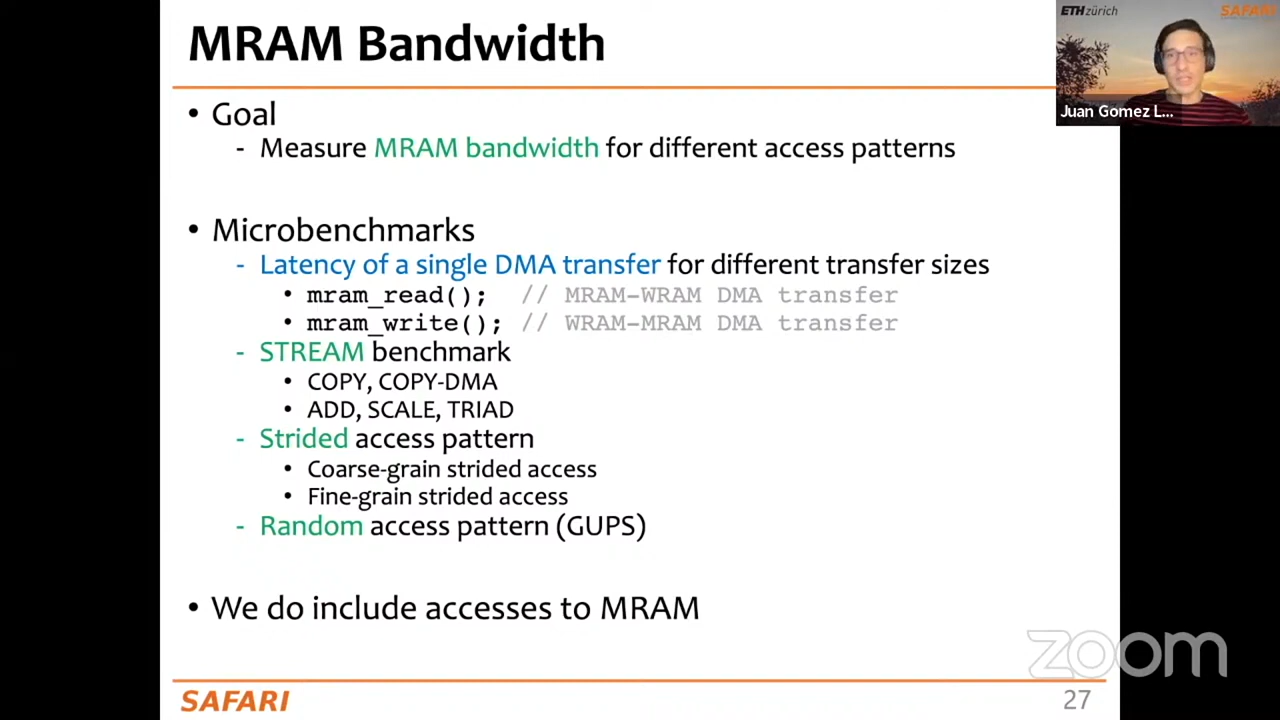 MRAM Bandwidth
ETH zürich
SAFARI
Juan Gomez L...
• Goal
- Measure MRAM bandwidth for different access patterns
• Microbenchmarks
- Latency of a single DMA transfer for different transfer sizes
• mram_read(); // MRAM-WRAM DMA transfer
• mram_write(); // WRAM-MRAM DMA transfer
- STREAM benchmark
• COPY, COPY-DMA
• ADD, SCALE, TRIAD
- Strided access pattern
• Coarse-grain strided access
• Fine-grain strided access
- Random access pattern (GUPS)
• We do include accesses to MRAM
zoom
SAFARI
27